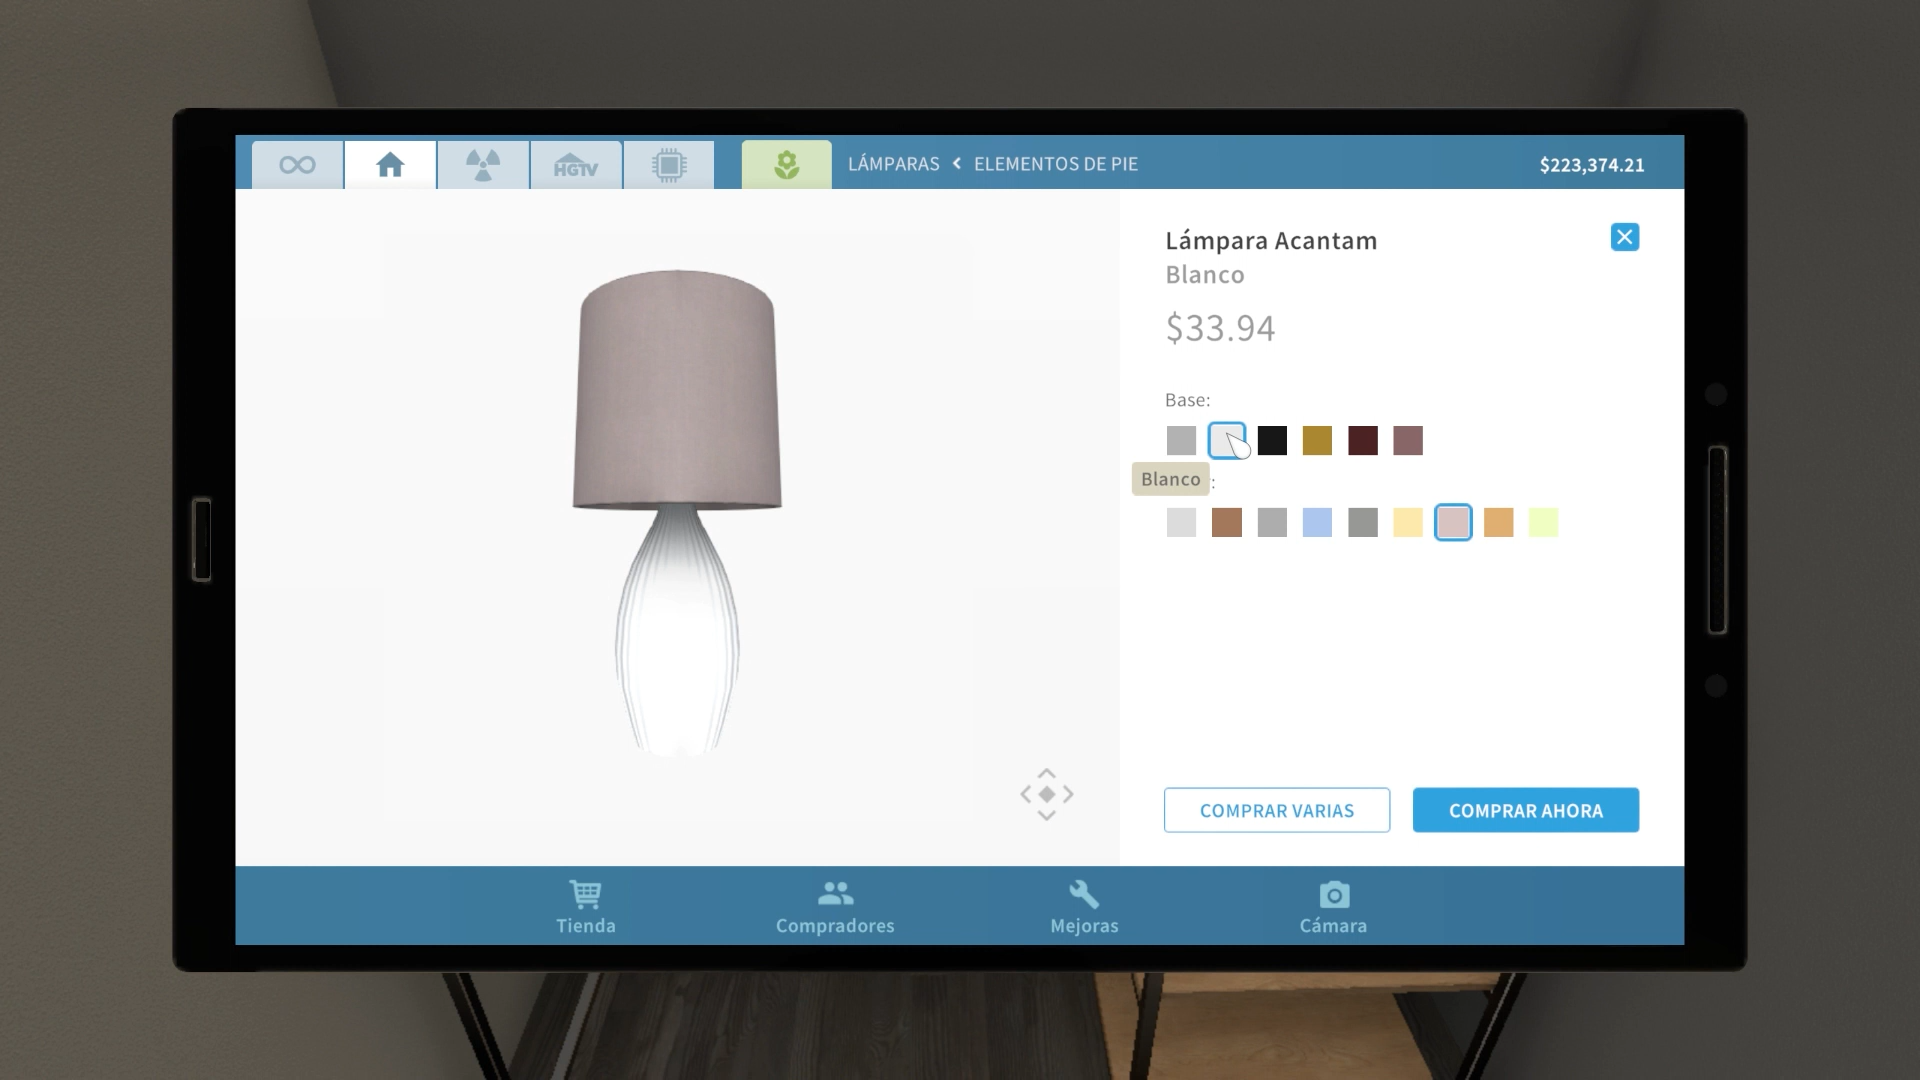 HGTV
LÁMPARAS < ELEMENTOS DE PIE
$223,374.21
Lámpara Acantam
Blanco
$33.94
Base:
Blanco :
COMPRAR VARIAS
COMPRAR AHORA
Tienda
Compradores
Mejoras
Cámara